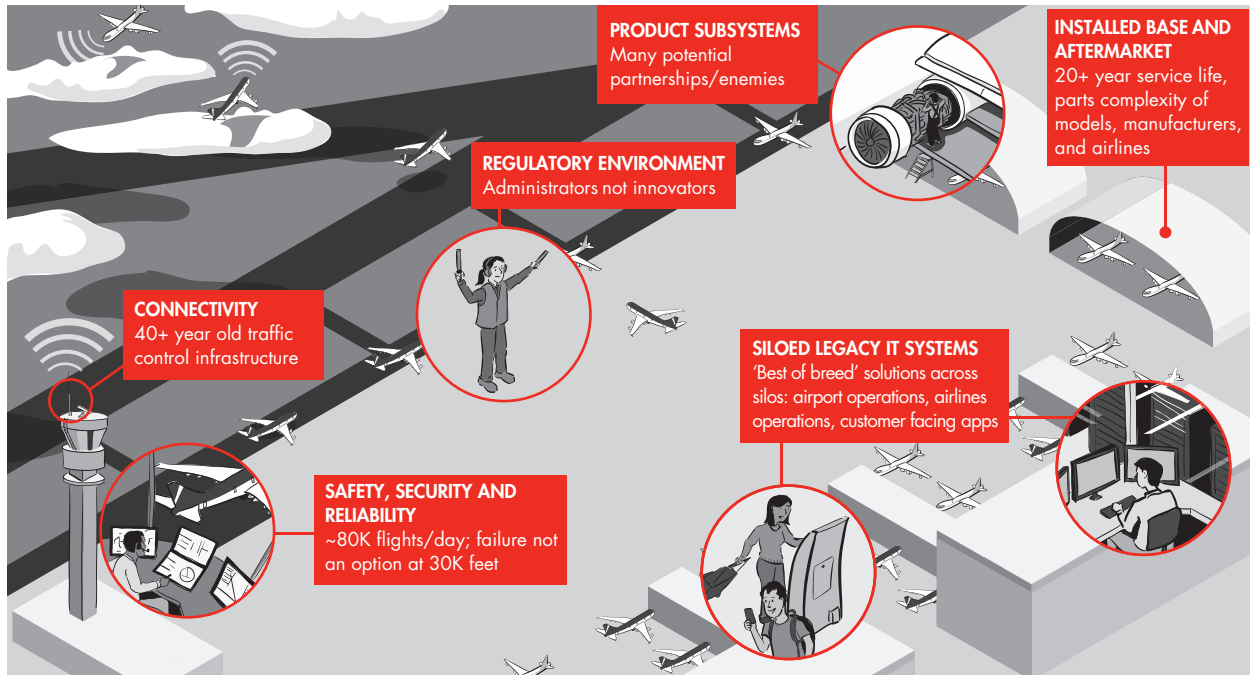 PRODUCT SUBSYSTEMS
Many potential
partnerships/enemies
INSTALLED BASE AND
AFTERMARKET
20+ year service life,
parts complexity of
models, manufacturers,
and airlines
REGULATORY ENVIRONMENT
Administrators not innovators
CONNECTIVITY
40+ year old traffic
control infrastructure
SILOED LEGACY IT SYSTEMS
‘Best of breed’ solutions across
silos: airport operations, airlines
operations, customer facing apps
SAFETY, SECURITY AND
RELIABILITY
~80K flights/day; failure not
an option at 30K feet